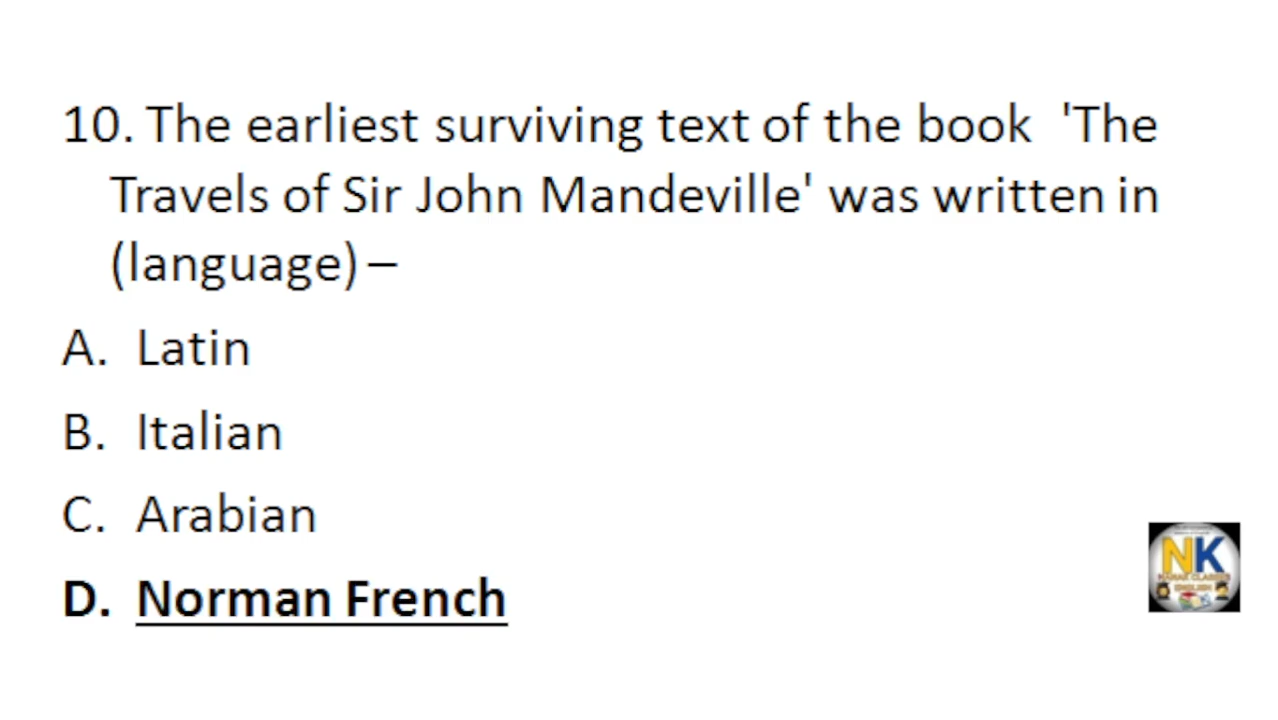 10. The earliest surviving text of the book 'The
Travels of Sir John Mandeville' was written in
(language) –
A. Latin
B. Italian
C. Arabian
D. Norman French
NK
ENGLISH